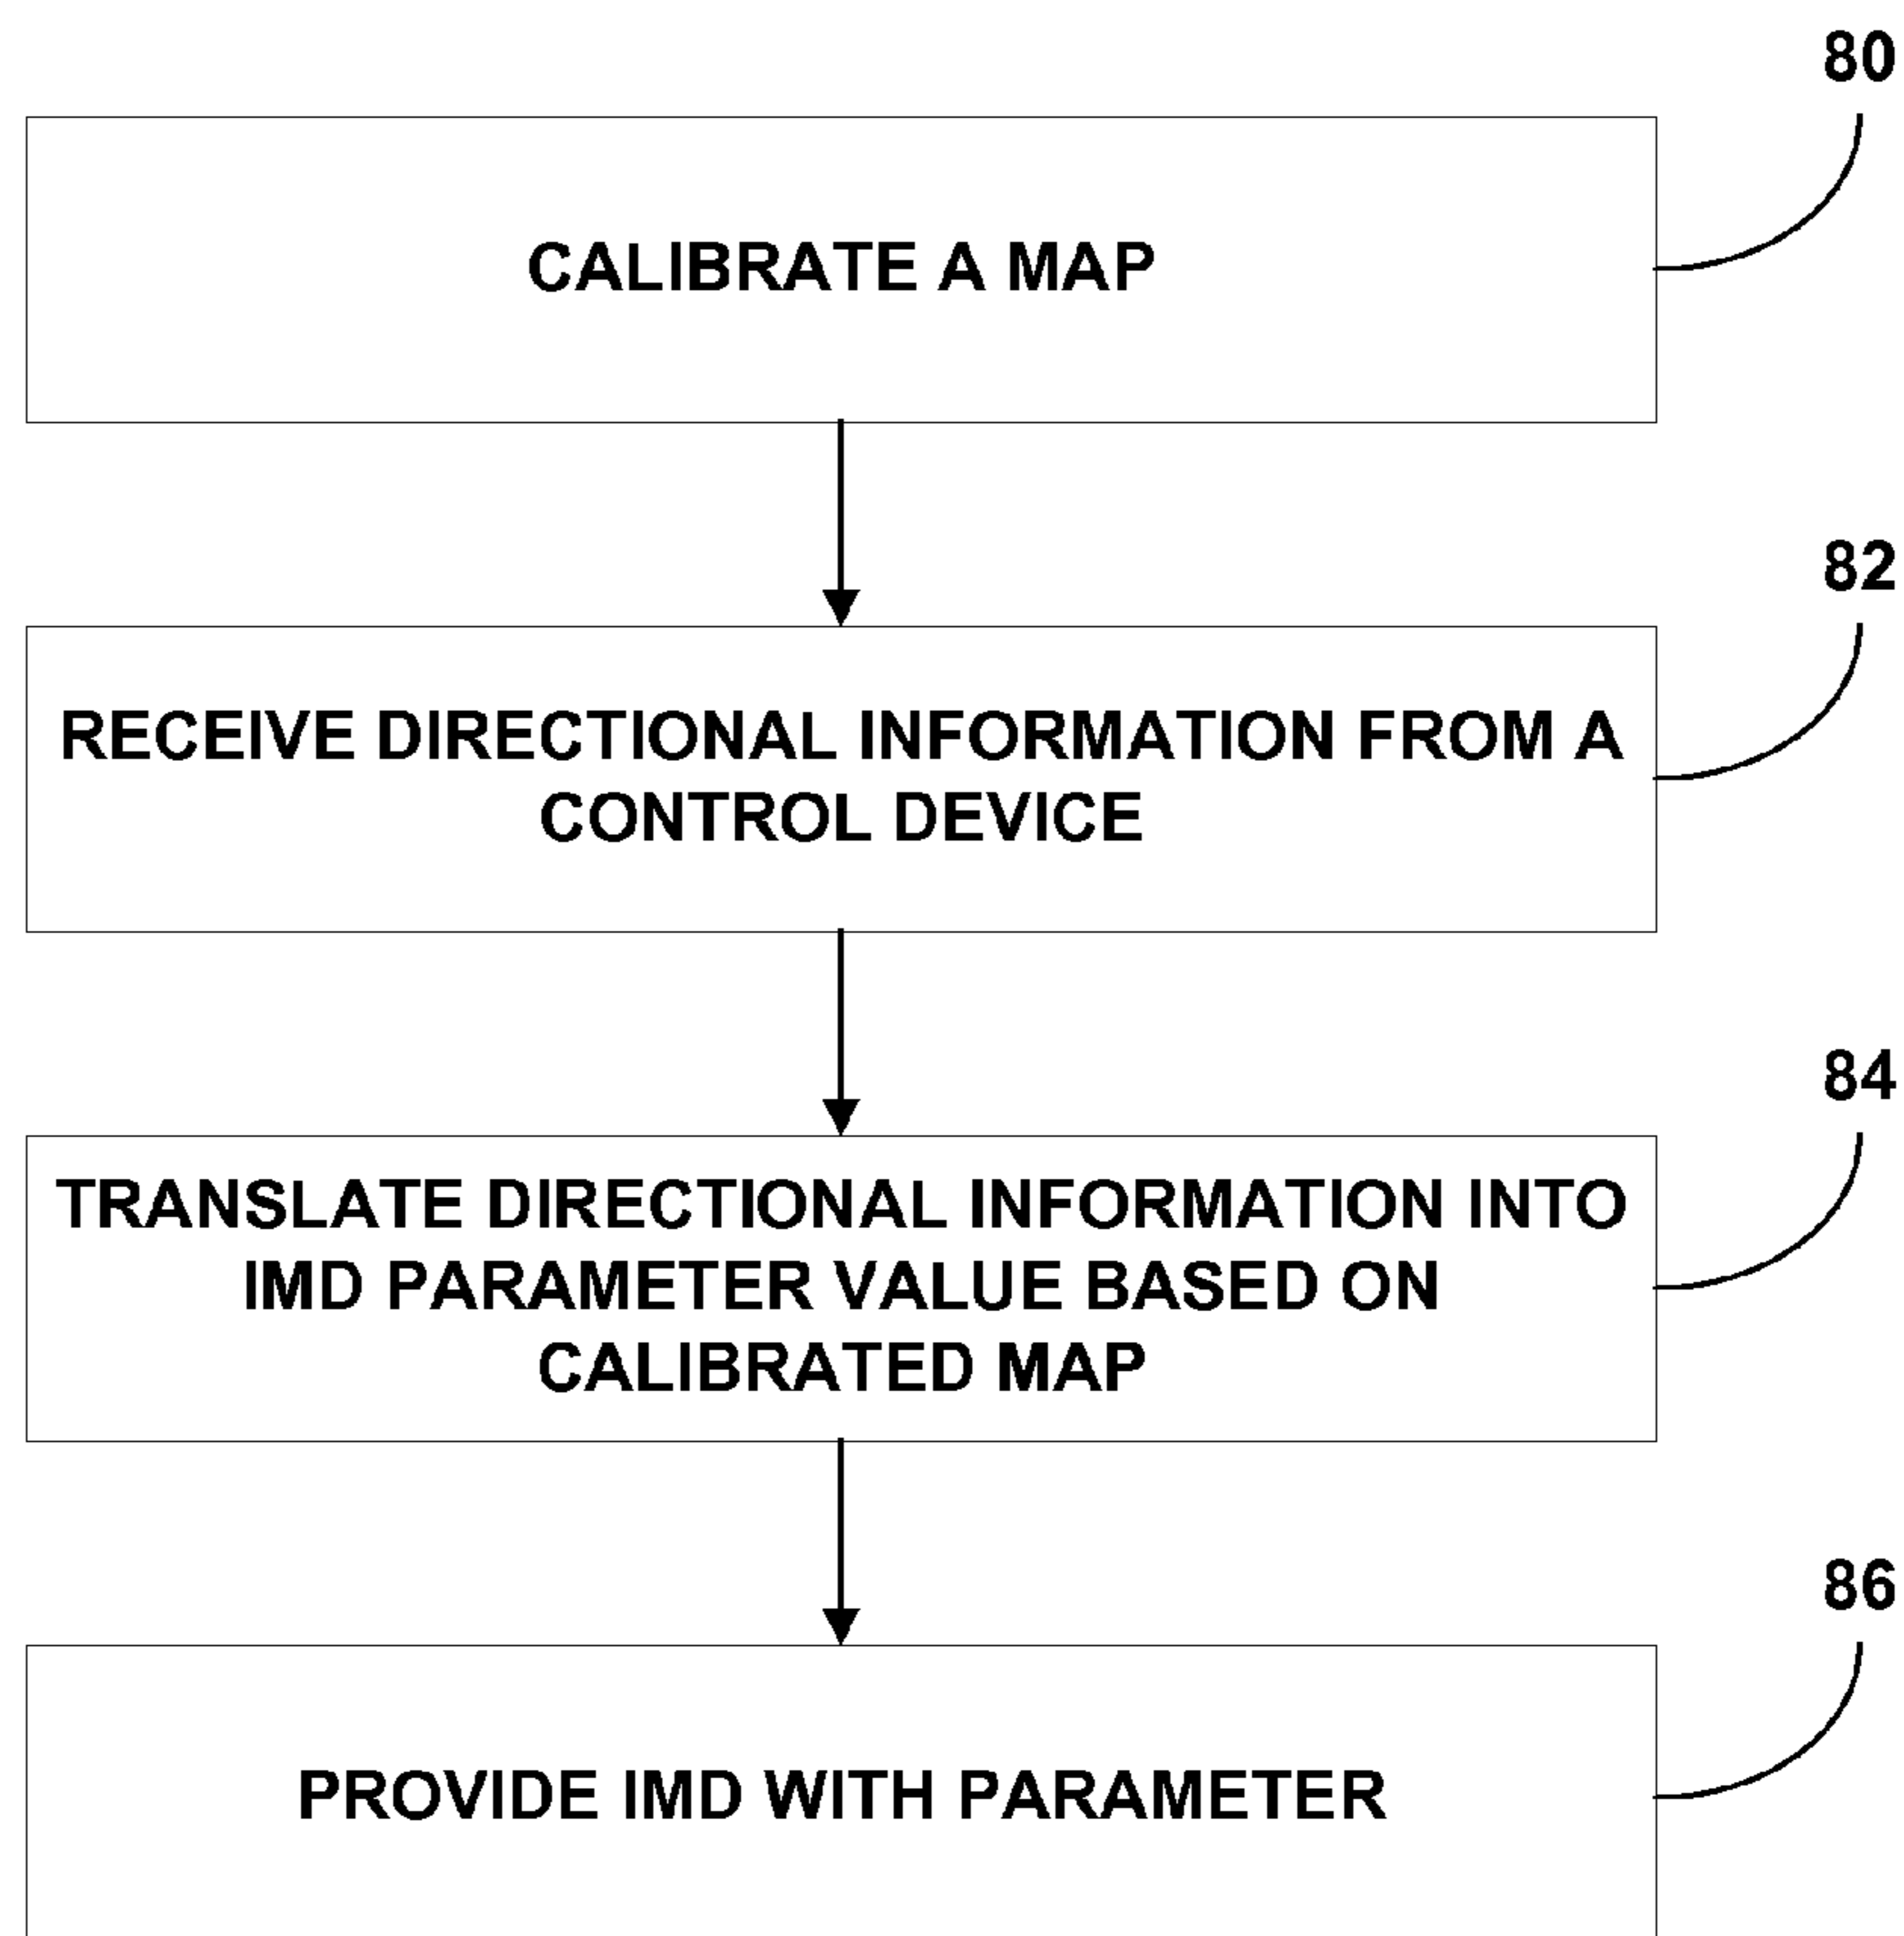 80
CALIBRATE A MAP
82
RECEIVE DIRECTIONAL INFORMATION FROM A
CONTROL DEVICE
84
TRANSLATE DIRECTIONAL INFORMATION INTO
IMD PARAMETER VALUE BASED ON
CALIBRATED MAP
86
PROVIDE IMD WITH PARAMETER